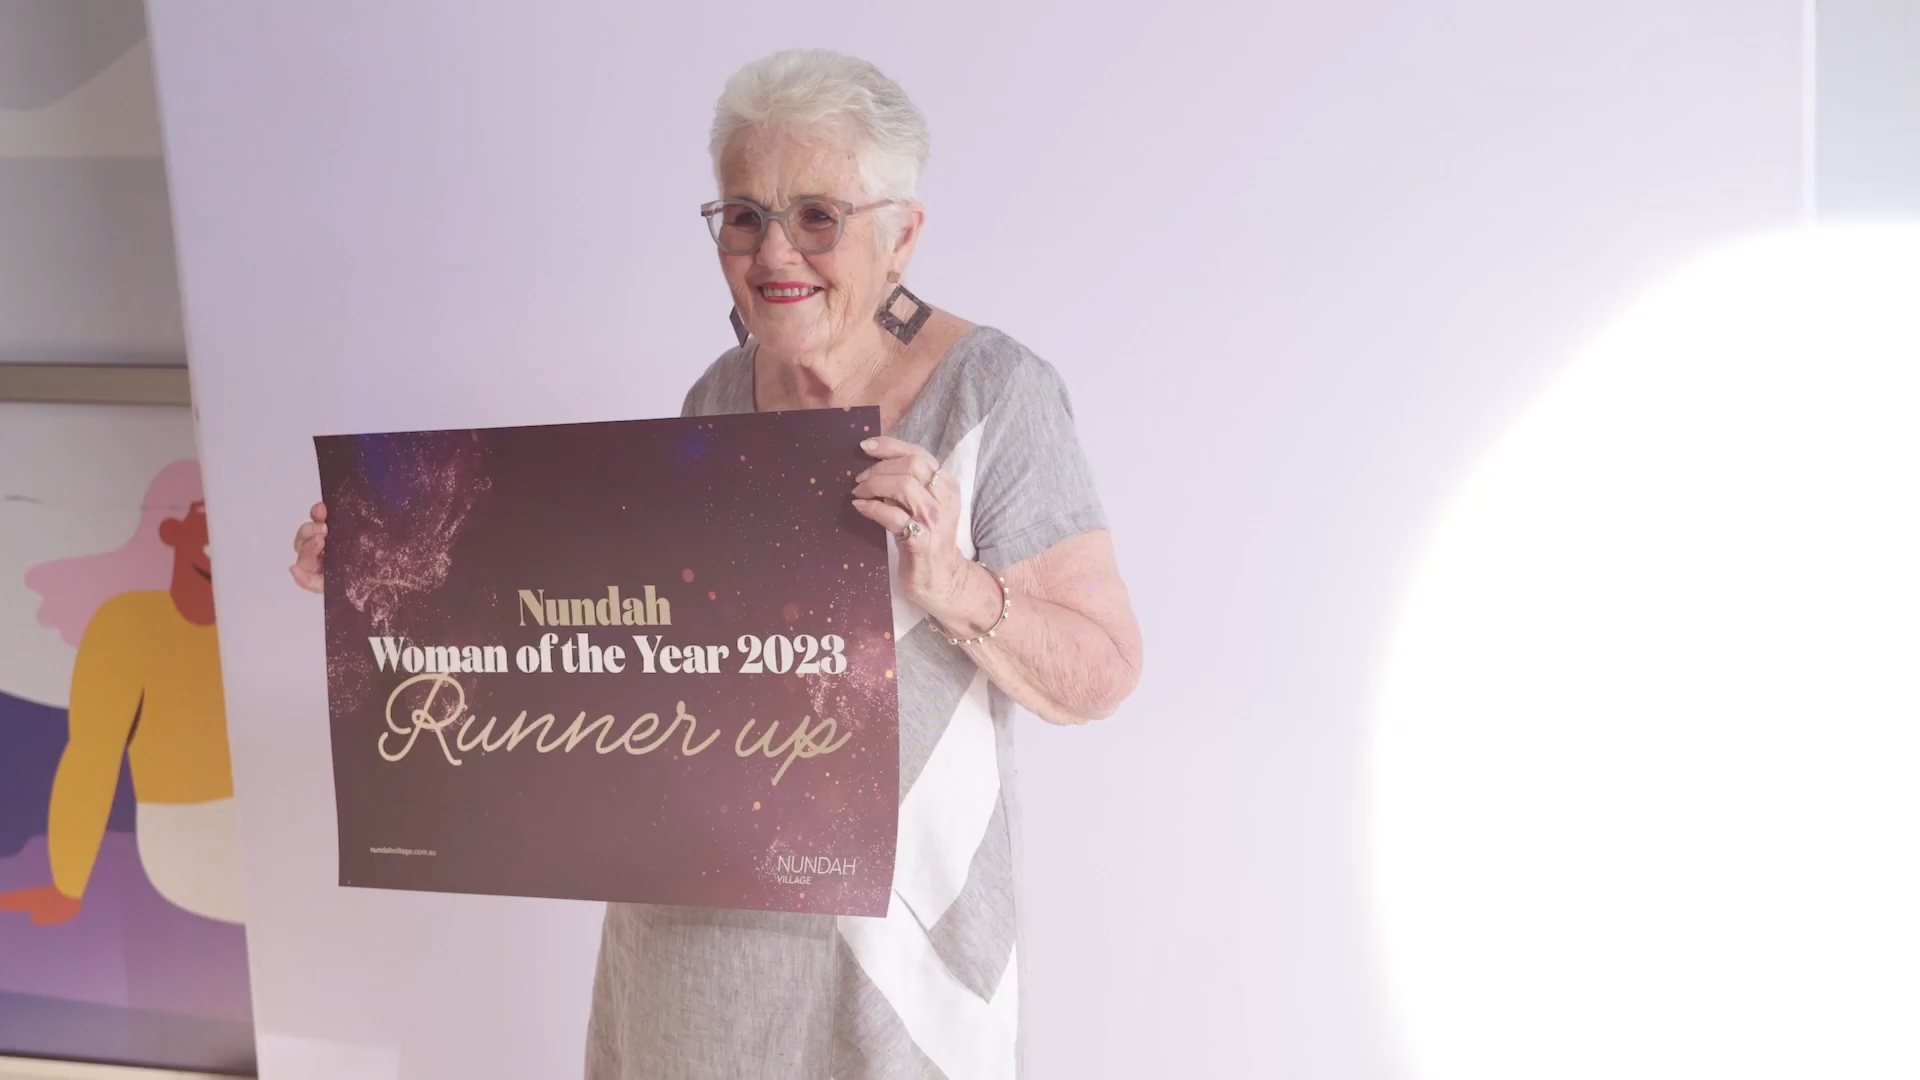 Nundah
Woman of the Year 2023
Runner up
nundahvillage.com.au
NUNDAH
VILLAGE